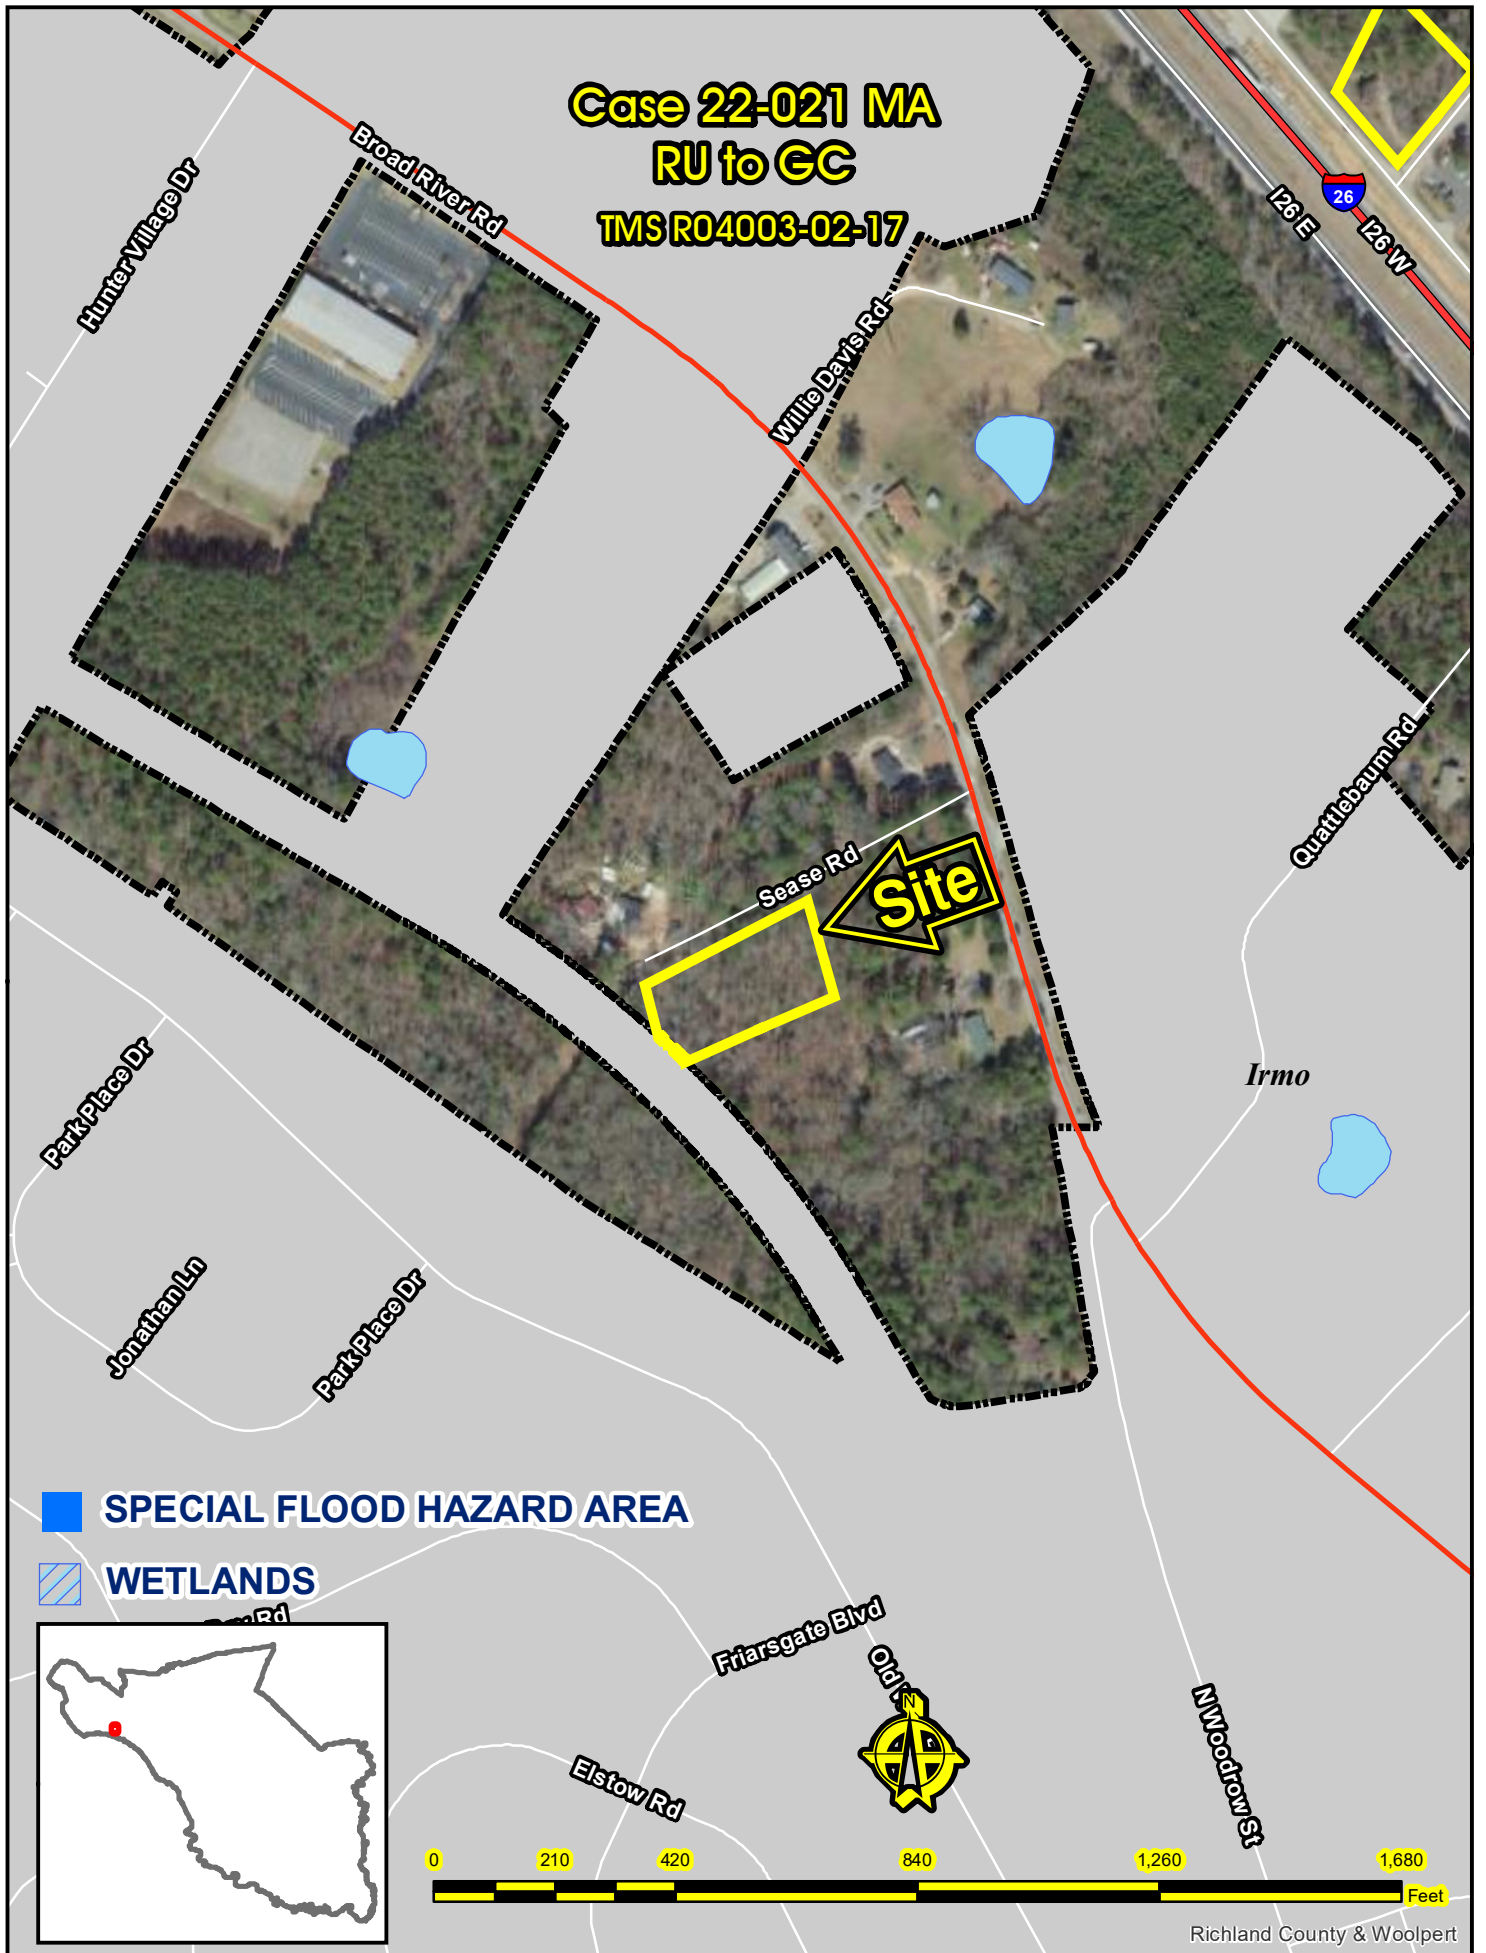 Case 22-021 MA
RU to GC
TMS R04003-02-17
Broad River Rd
Hunter Village Dr
Willie Davis Rd
I26 E
26
I26 W
Quattlebaum Rd
Sease Rd
Site
Irmo
Park Place Dr
Jonathan Ln
Park Place Dr
SPECIAL FLOOD HAZARD AREA
WETLANDS
Rd
Friarsgate Blvd
Old
N
N Woodrow St
Elstow Rd
0 210 420 840 1,260 1,680
Feet
Richland County & Woolpert